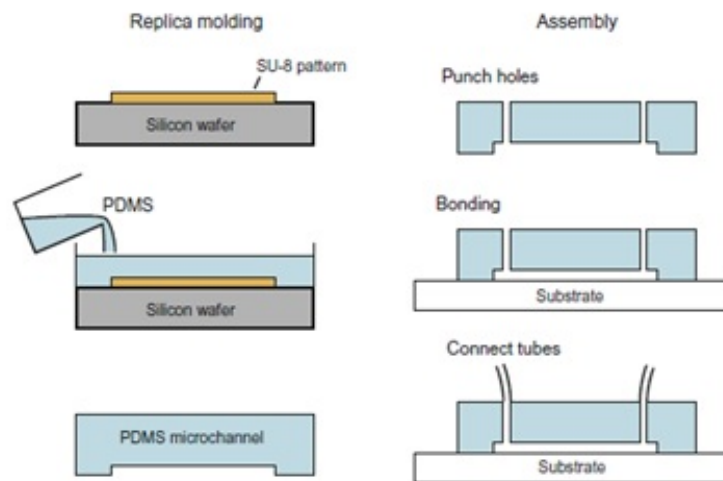 Replica molding
SU-8 pattern
Silicon wafer
PDMS
Silicon wafer
PDMS microchannel
Assembly
Punch holes
Bonding
Substrate
Connect tubes
Substrate